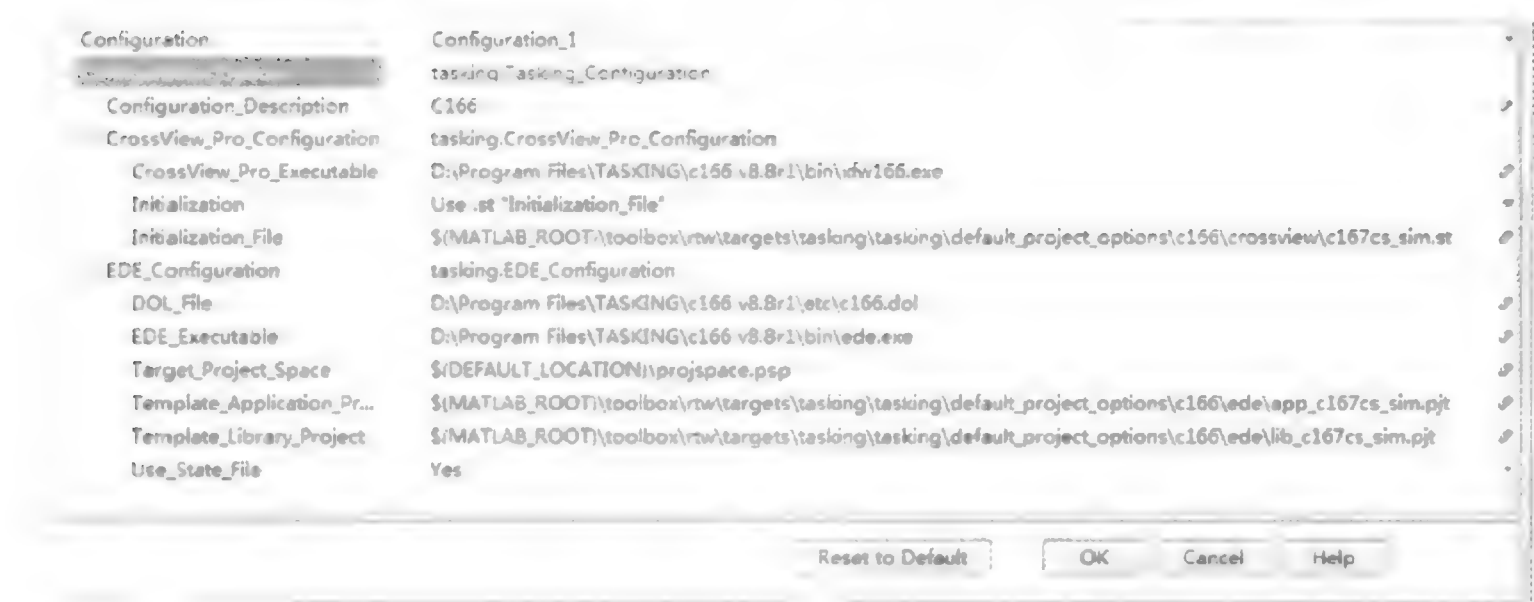 Configuration Configuration_1
tasking.Tasking_Configuration
Configuration_Description C166
CrossView_Pro_Configuration tasking.CrossView_Pro_Configuration
CrossView_Pro_Executable D:\Program Files\TASKING\c166 v8.8r1\bin\xfw166.exe
Initialization Use .st "Initialization_File"
Initialization_File $(MATLAB_ROOT)\toolbox\rtw\targets\tasking\tasking\default_project_options\c166\crossview\c167cs_sim.st
EDE_Configuration tasking.EDE_Configuration
DOL_File D:\Program Files\TASKING\c166 v8.8r1\etc\c166.dol
EDE_Executable D:\Program Files\TASKING\c166 v8.8r1\bin\ede.exe
Target_Project_Space $(DEFAULT_LOCATION)\projspace.psp
Template_Application_Pr... $(MATLAB_ROOT)\toolbox\rtw\targets\tasking\tasking\default_project_options\c166\ede\app_c167cs_sim.pjt
Template_Library_Project $(MATLAB_ROOT)\toolbox\rtw\targets\tasking\tasking\default_project_options\c166\ede\lib_c167cs_sim.pjt
Use_State_File Yes
Reset to Default OK Cancel Help